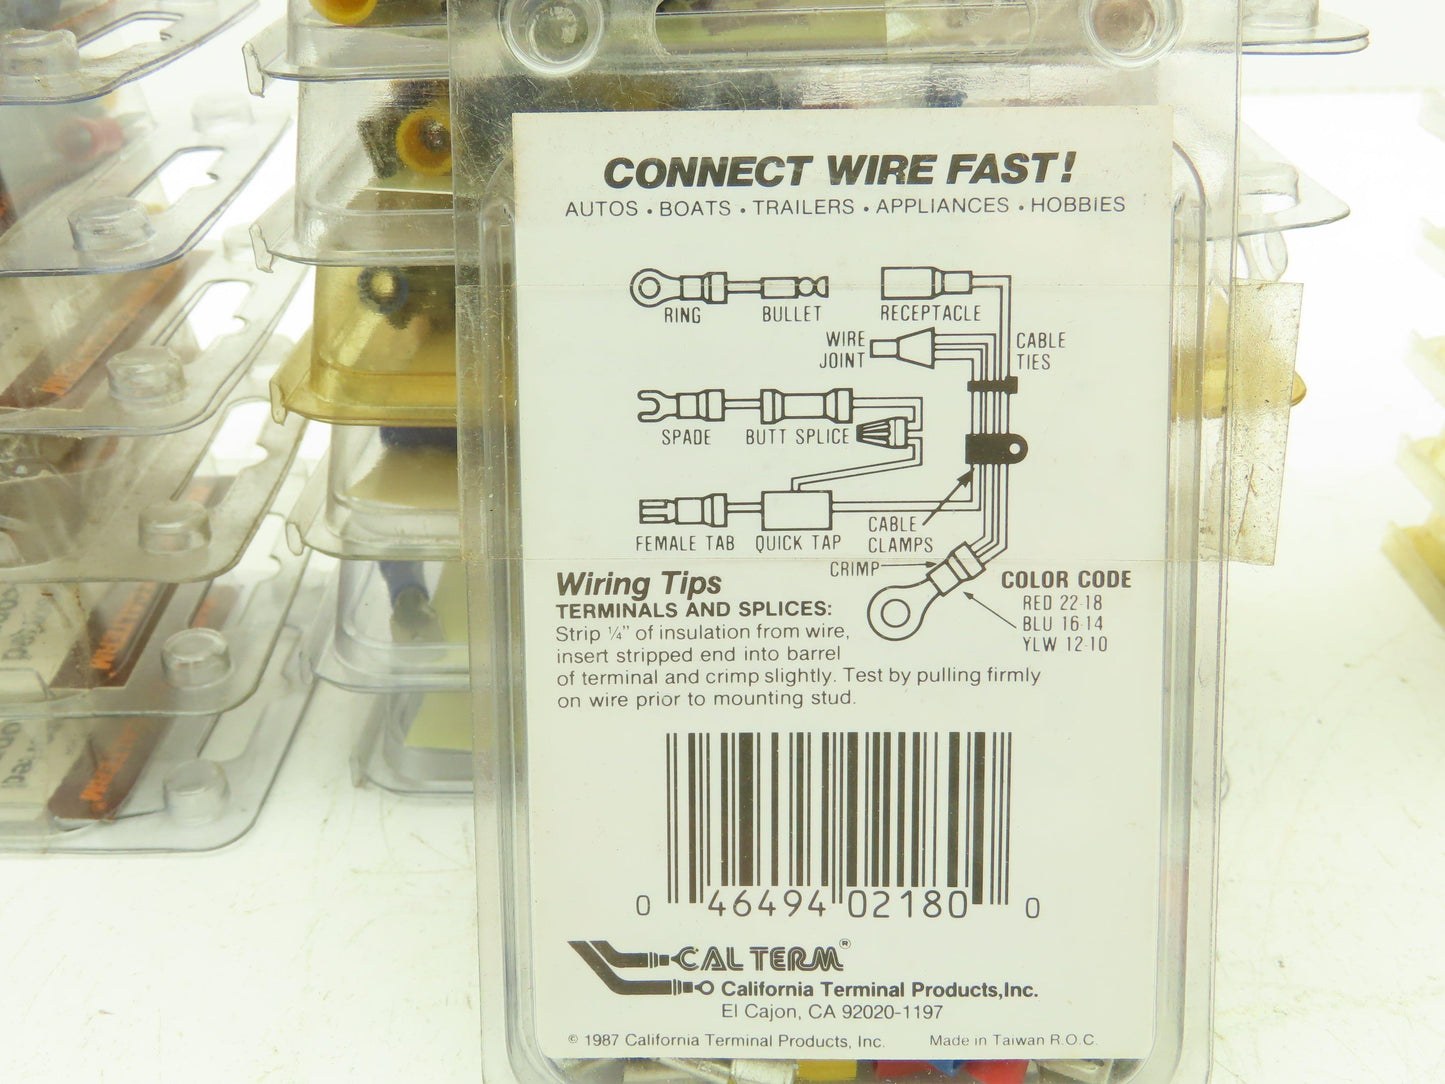 CONNECT WIRE FAST!
AUTOS • BOATS • TRAILERS • APPLIANCES • HOBBIES
RING
BULLET
RECEPTACLE
WIRE
JOINT
CABLE
TIES
SPADE
BUTT SPLICE
FEMALE TAB
QUICK TAP
CABLE
CLAMPS
CRIMP
COLOR CODE
RED 22-18
BLU 16-14
YLW 12-10
Wiring Tips
TERMINALS AND SPLICES:
Strip ¼" of insulation from wire,
insert stripped end into barrel
of terminal and crimp slightly. Test by pulling firmly
on wire prior to mounting stud.
0 46494 02180 0
CAL TERM®
California Terminal Products,Inc.
El Cajon, CA 92020-1197
© 1987 California Terminal Products, Inc. Made in Taiwan R.O.C.